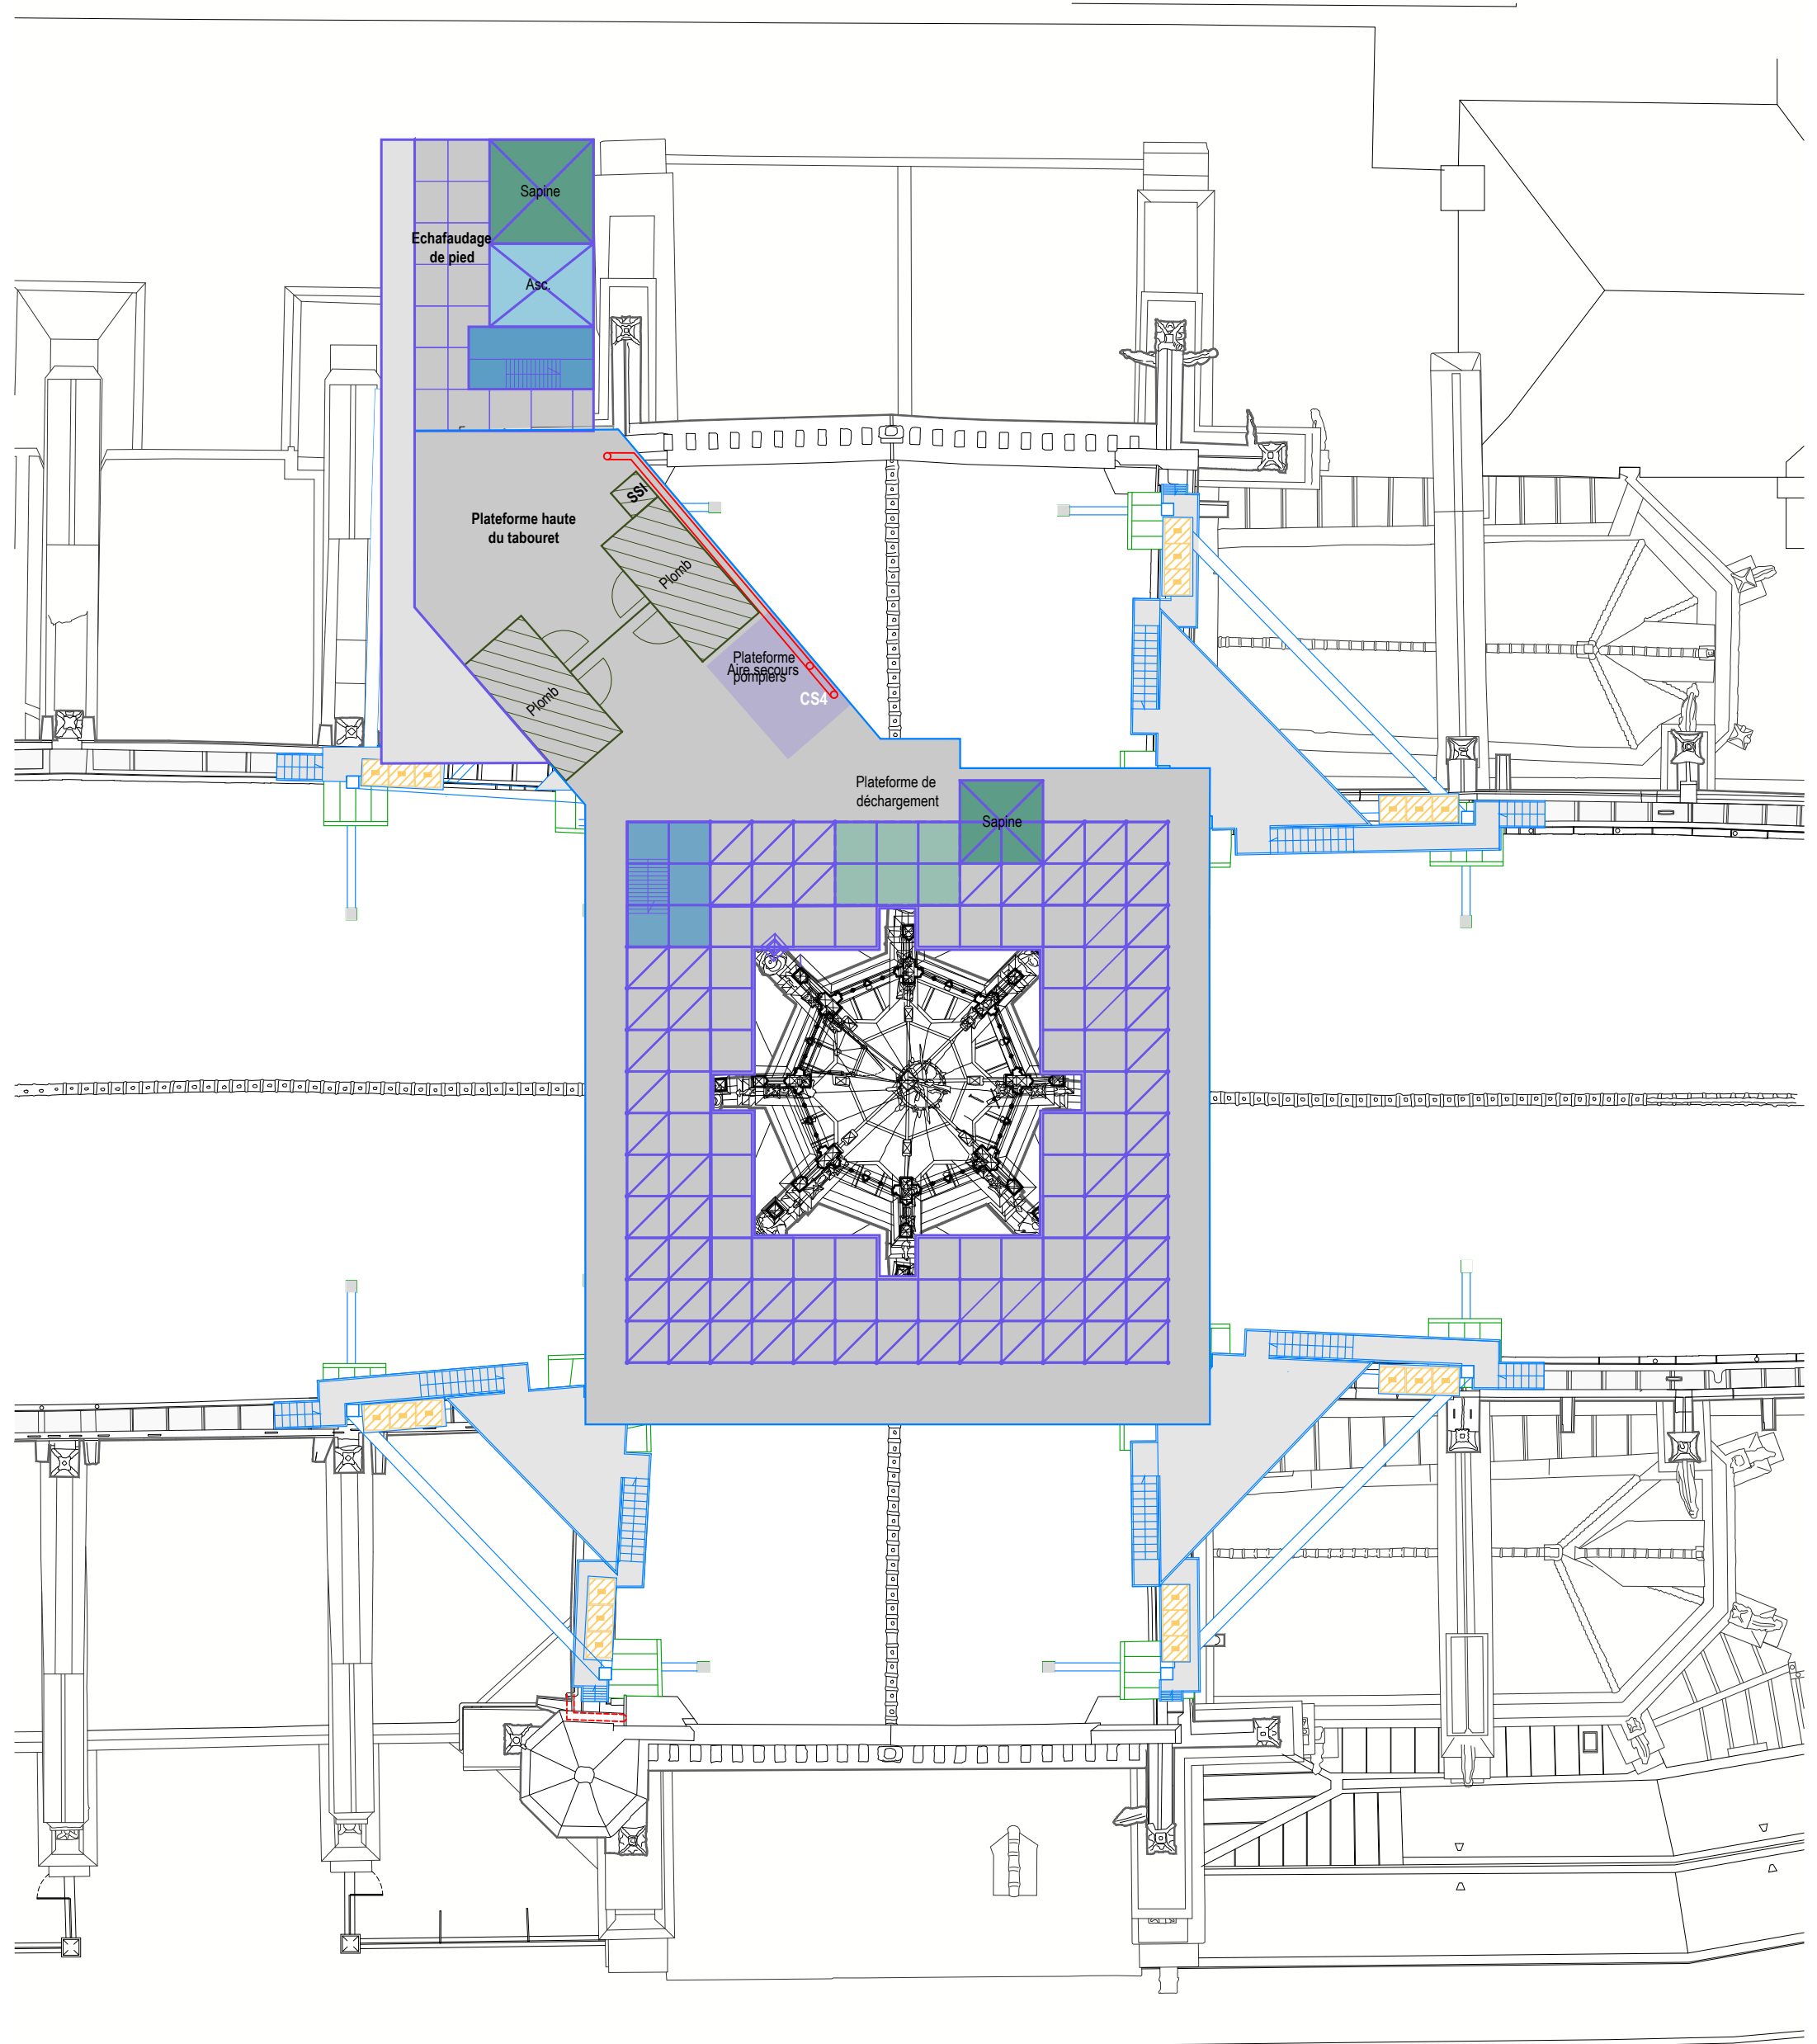 Sapine
Echafaudage
de pied
Asc.
SSI
Plateforme haute
du tabouret
Plomb
Plateforme
Aire secours
pompiers
CS4
Plomb
Plateforme de
déchargement
Sapine